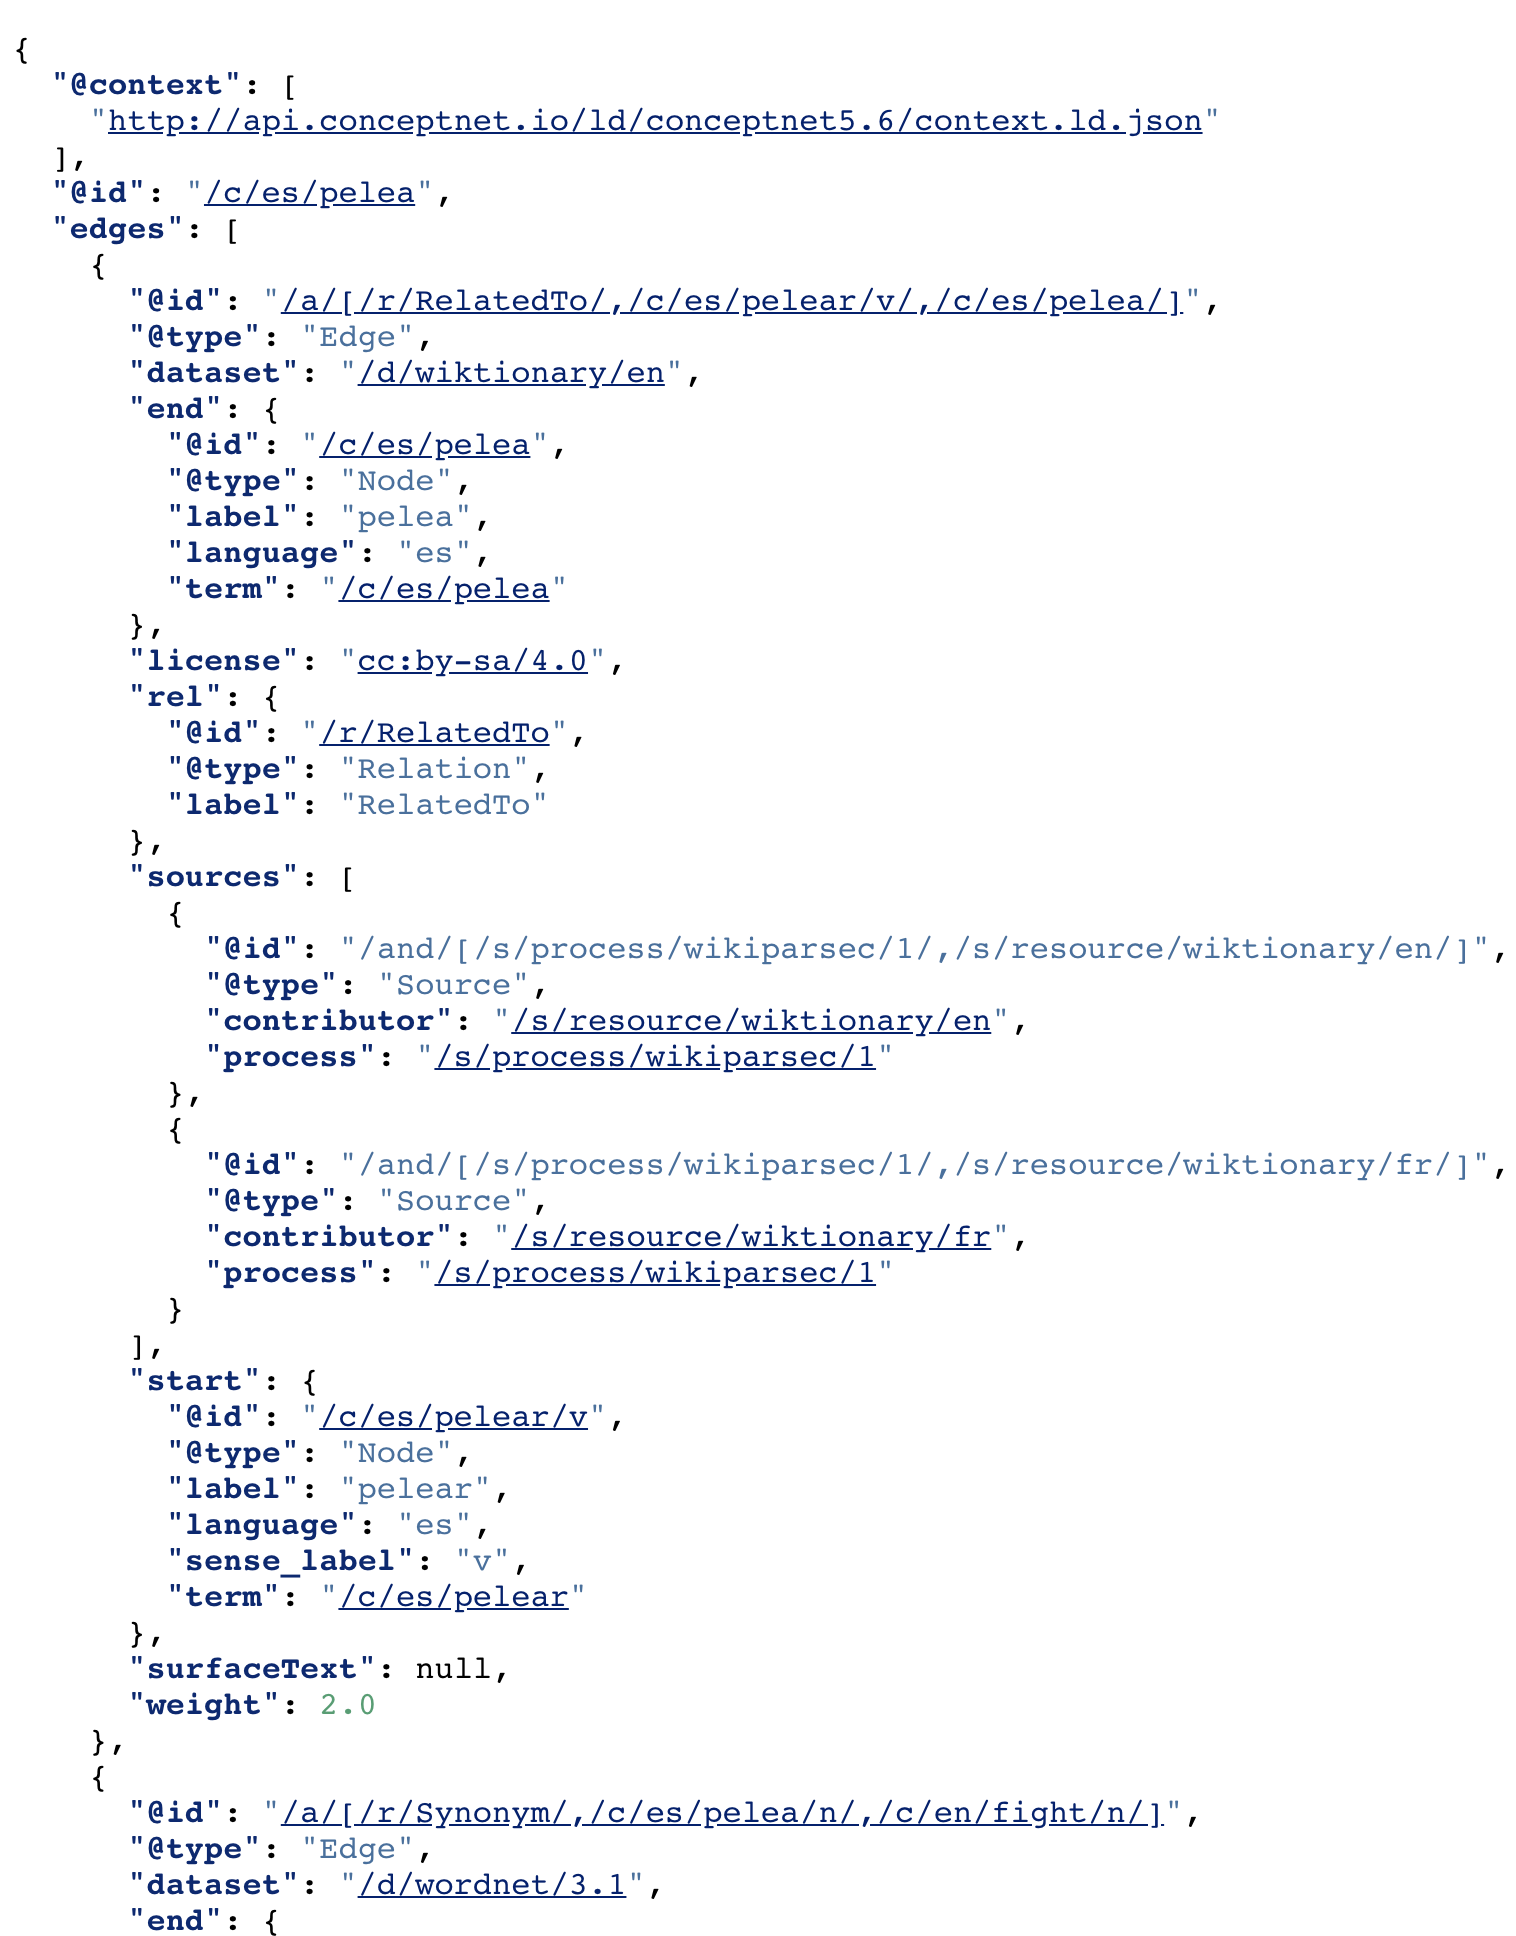 {
  "@context": [
    "http://api.conceptnet.io/ld/conceptnet5.6/context.ld.json"
  ],
  "@id": "/c/es/pelea",
  "edges": [
    {
      "@id": "/a/[/r/RelatedTo/,/c/es/pelear/v/,/c/es/pelea/]",
      "@type": "Edge",
      "dataset": "/d/wiktionary/en",
      "end": {
        "@id": "/c/es/pelea",
        "@type": "Node",
        "label": "pelea",
        "language": "es",
        "term": "/c/es/pelea"
      },
      "license": "cc:by-sa/4.0",
      "rel": {
        "@id": "/r/RelatedTo",
        "@type": "Relation",
        "label": "RelatedTo"
      },
      "sources": [
        {
          "@id": "/and/[/s/process/wikiparsec/1/,/s/resource/wiktionary/en/]",
          "@type": "Source",
          "contributor": "/s/resource/wiktionary/en",
          "process": "/s/process/wikiparsec/1"
        },
        {
          "@id": "/and/[/s/process/wikiparsec/1/,/s/resource/wiktionary/fr/]",
          "@type": "Source",
          "contributor": "/s/resource/wiktionary/fr",
          "process": "/s/process/wikiparsec/1"
        }
      ],
      "start": {
        "@id": "/c/es/pelear/v",
        "@type": "Node",
        "label": "pelear",
        "language": "es",
        "sense_label": "v",
        "term": "/c/es/pelear"
      },
      "surfaceText": null,
      "weight": 2.0
    },
    {
      "@id": "/a/[/r/Synonym/,/c/es/pelea/n/,/c/en/fight/n/]",
      "@type": "Edge",
      "dataset": "/d/wordnet/3.1",
      "end": {